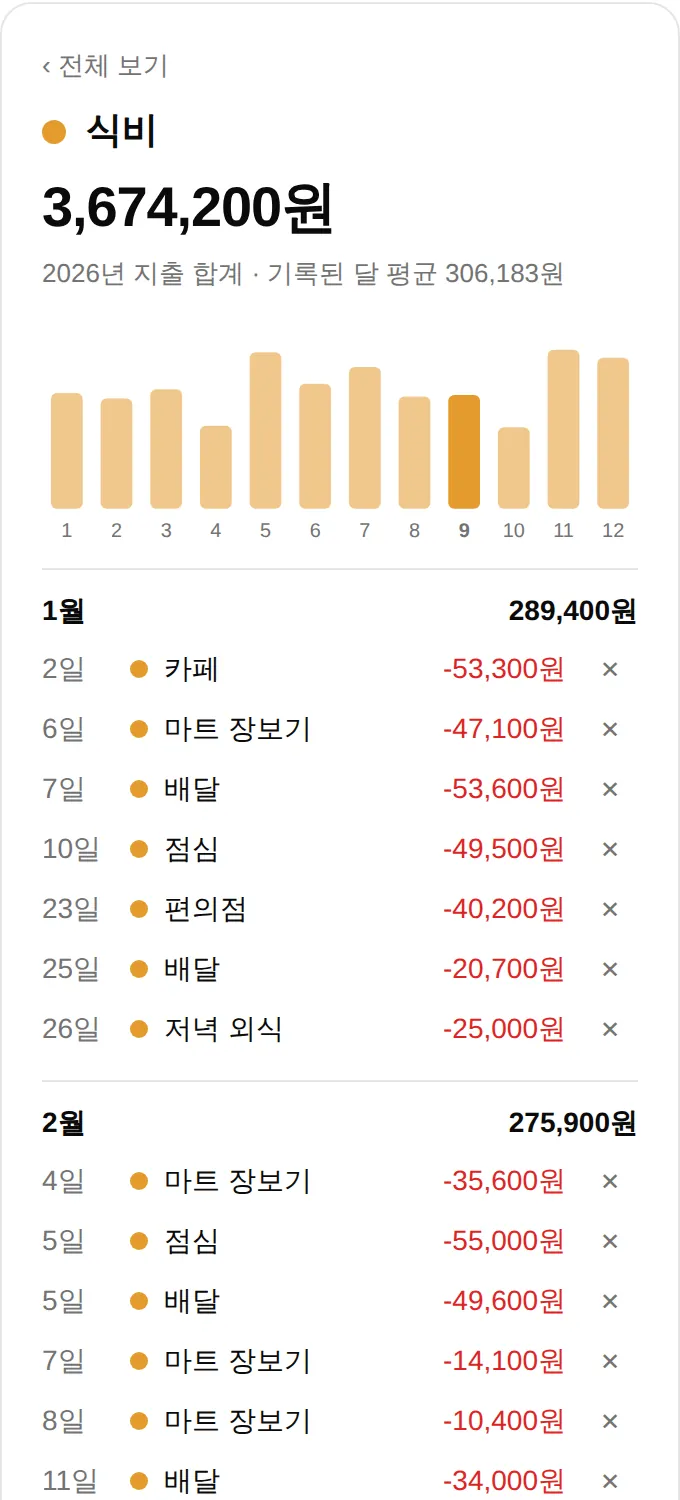 ‹ 전체 보기
식비
3,674,200원
2026년 지출 합계 · 기록된 달 평균 306,183원
1 2 3 4 5 6 7 8 9 10 11 12
1월 289,400원
2일 카페 -53,300원 ✕
6일 마트 장보기 -47,100원 ✕
7일 배달 -53,600원 ✕
10일 점심 -49,500원 ✕
23일 편의점 -40,200원 ✕
25일 배달 -20,700원 ✕
26일 저녁 외식 -25,000원 ✕
2월 275,900원
4일 마트 장보기 -35,600원 ✕
5일 점심 -55,000원 ✕
5일 배달 -49,600원 ✕
7일 마트 장보기 -14,100원 ✕
8일 마트 장보기 -10,400원 ✕
11일 배달 -34,000원 ✕